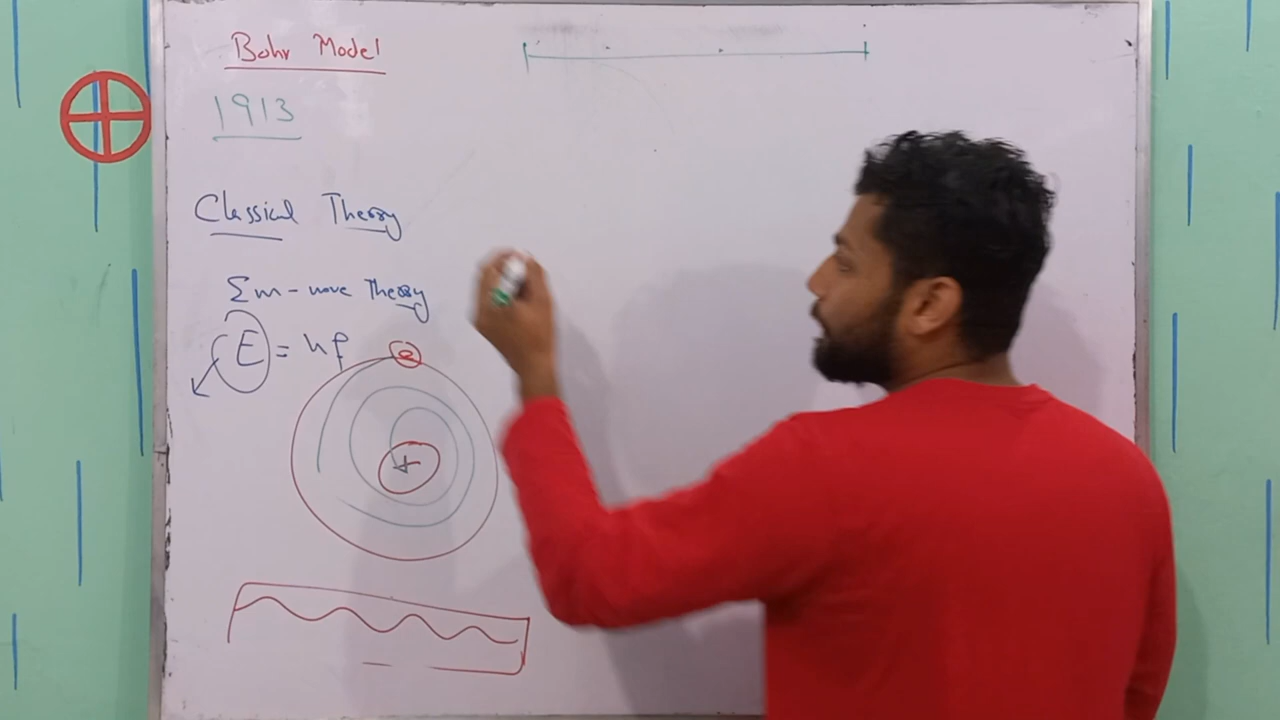 Bohr Model
1913
Classical Theory
Em-wave Theory
E = hf
e
+